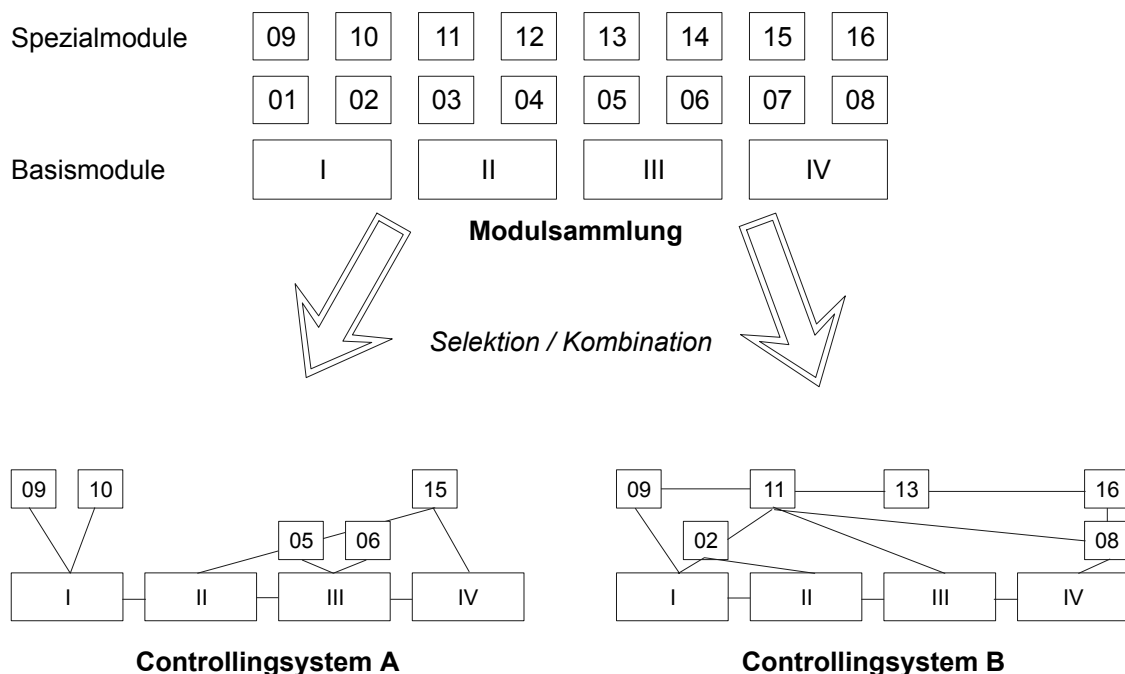 Spezialmodule 09 10 11 12 13 14 15 16
01 02 03 04 05 06 07 08
Basismodule I II III IV
Modulsammlung
Selektion / Kombination
09 10 15
05 06
I II III IV
Controllingsystem A
09 11 13 16
02 08
I II III IV
Controllingsystem B